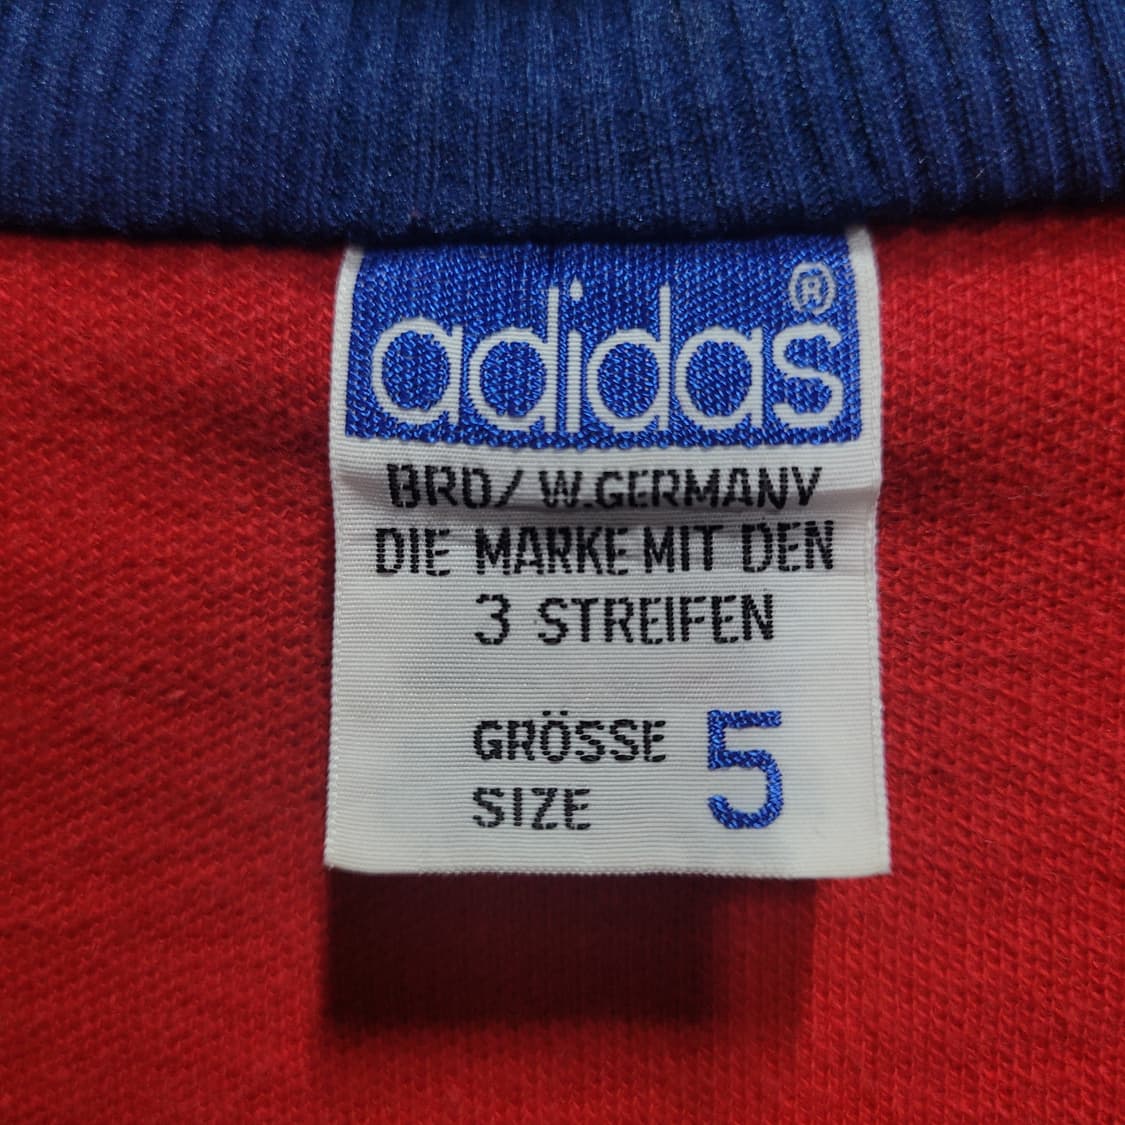 adidas®
BRD/ W.GERMANY
DIE MARKE MIT DEN
3 STREIFEN
GRÖSSE
SIZE 5